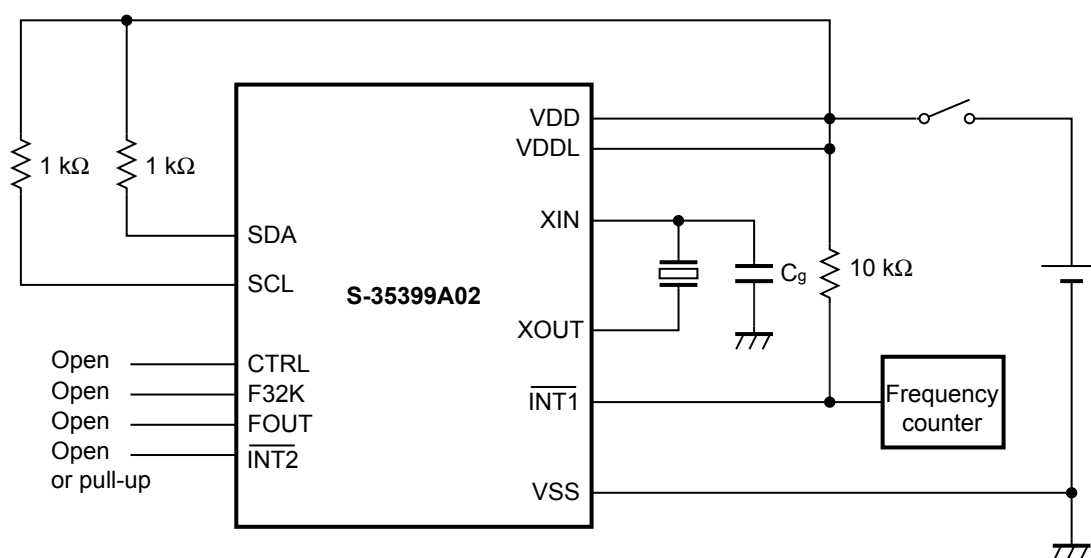 1 kΩ
1 kΩ
SDA
SCL
CTRL
F32K
FOUT
INT2
Open
Open
Open
Open
or pull-up
S-35399A02
VDD
VDDL
XIN
XOUT
INT1
VSS
Cg
10 kΩ
Frequency
counter